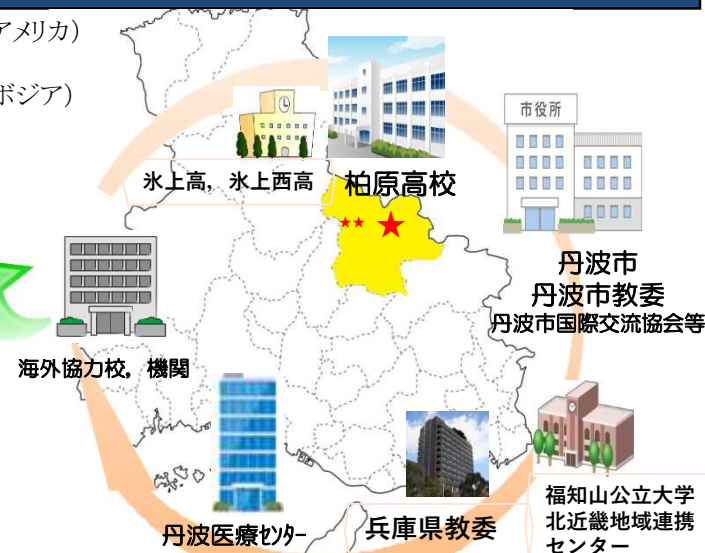 アメリカ）
ボジア）
氷上高，氷上西高
柏原高校
市役所
丹波市
丹波市教委
丹波市国際交流協会等
海外協力校，機関
丹波医療ｾﾝﾀｰ
兵庫県教委
福知山公立大学
北近畿地域連携
センター